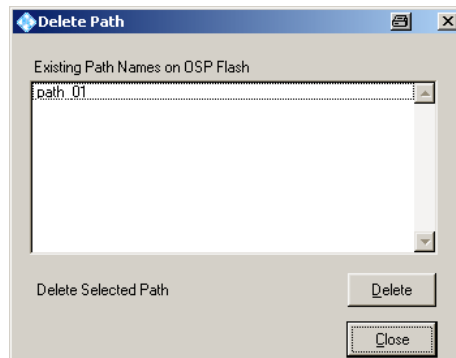 Delete Path
Existing Path Names on OSP Flash
path_01
Delete Selected Path
Delete
Close